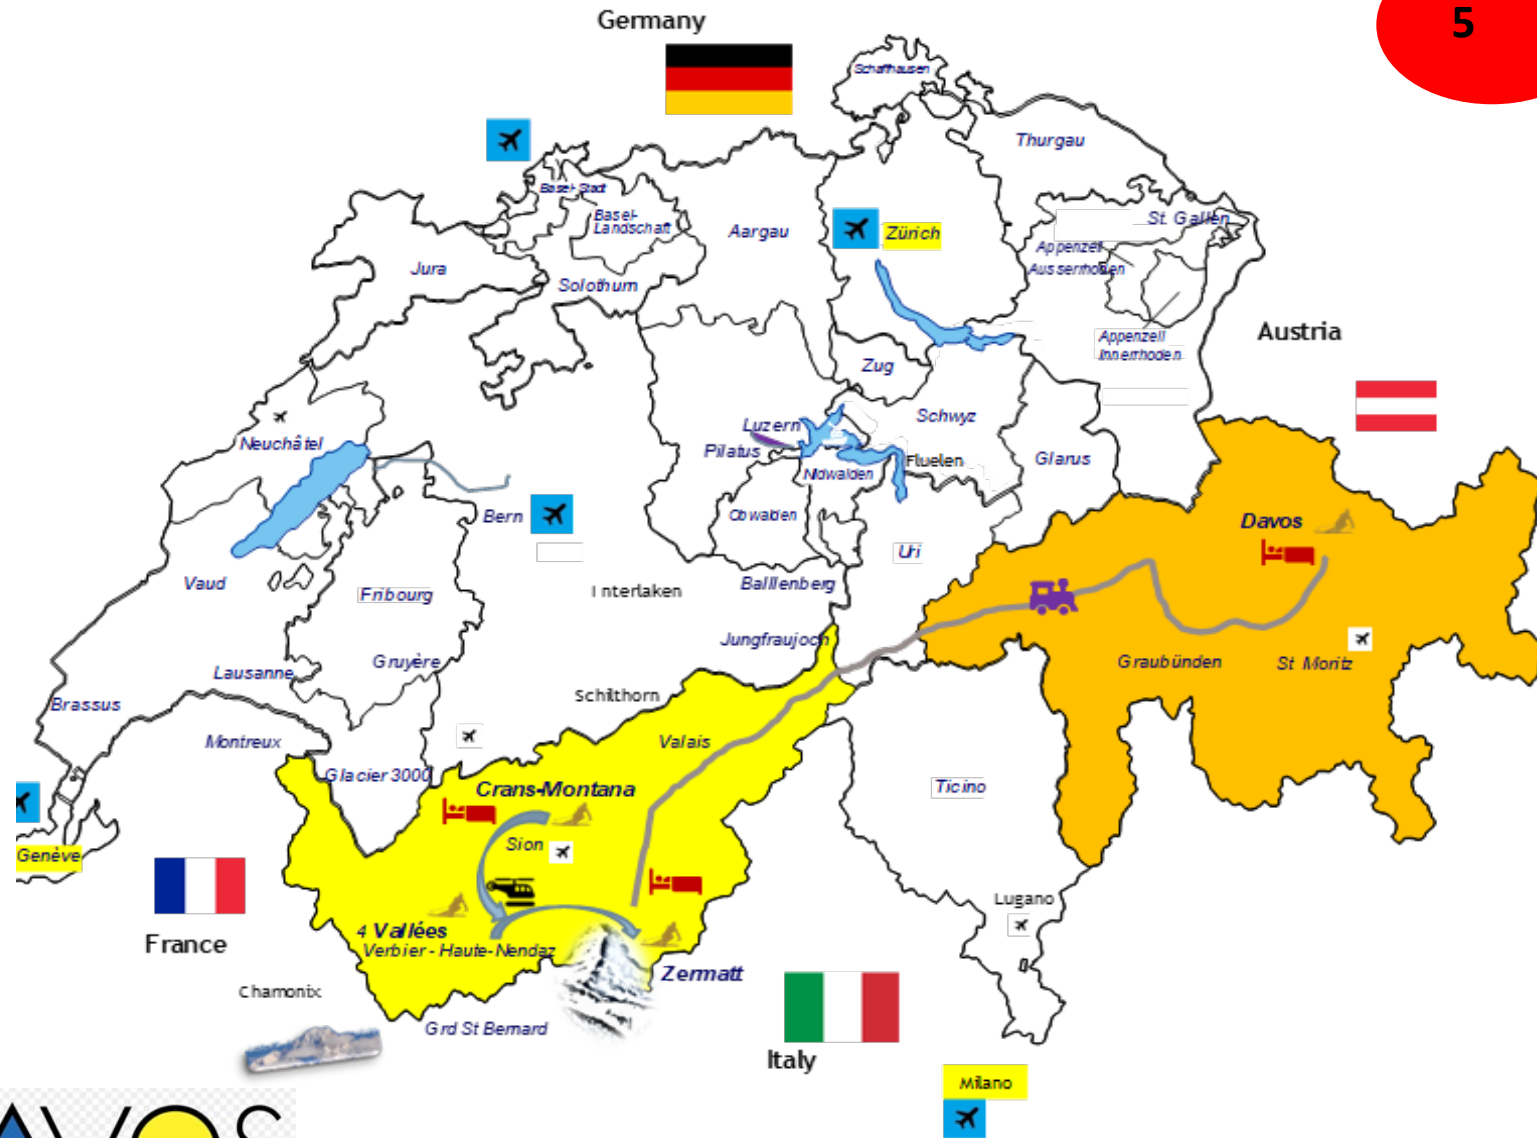 Germany
5
Schaffhausen
Thurgau
Basel-Stadt
Basel-
Landschaft
Aargau
Zürich
St. Gallen
Appenzell
Ausserrhoden
Jura
Solothurn
Appenzell
Innerrhoden
Austria
Zug
Neuchâtel
Luzern
Pilatus
Schwyz
Fluelen
Glarus
Nidwalden
Bern
Obwalden
Davos
Uri
Vaud
Fribourg
Interlaken
Balllenberg
Jungfraujoch
Lausanne
Gruyère
Graubünden
St Moritz
Brassus
Schilthorn
Montreux
Valais
Glacier 3000
Crans-Montana
Ticino
Sion
Genève
France
Lugano
4 Vallées
Verbier - Haute-Nendaz
Zermatt
Chamonix
Grd St Bernard
Italy
Milano
AVOS